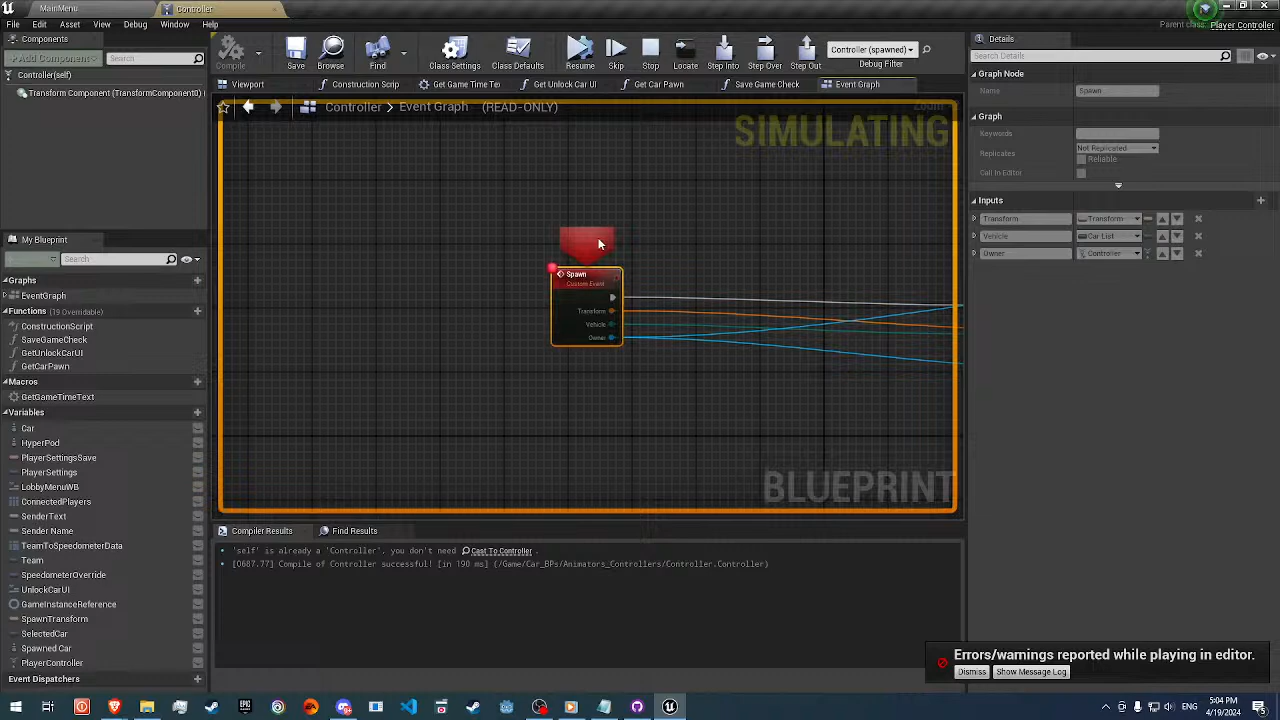 MainMenu
Controller
File
Edit
Asset
View
Debug
Window
Help
Parent class: Player Controller
Components
Add Component
Search
Controller(self)
Transform Component (TransformComponent)
Compile
Save
Browse
Find
Class Settings
Class Defaults
Resume
Frame Skip
Stop
Locate
Step Into
Step Over
Step Out
Controller (spawned)
Debug Filter
Viewport
Construction Scrip
Get Game Time Te
Get Unlock Car UI
Get Car Pawn
Save Game Check
Event Graph
Controller
Event Graph
(READ-ONLY)
Zoom
SIMULATING
Spawn
Custom Event
Transform
Vehicle
Owner
BLUEPRINT
My Blueprint
Search
Graphs
EventGraph
Functions (19 Overridable)
ConstructionScript
GetUnlockCarUI
GetCarPawn
Macros
GetGameTimeText
Variables
Car
HyperPod
PlayerSettingsSave
PlayerSettings
LobbyMenuWB
ConnectedPlayers
SenderText
Sender Name
TeamToSpeedometerData
Team
SpeedometerOverride
UnlockCarUI
GameInstanceReference
SpawnTransform
SelectedCar
Spawned Car
PlayerController
Event Dispatchers
Compiler Results
Find Results
'self' is already a 'Controller', you don't need Cast To Controller .
[0687.77] Compile of Controller successful! [in 190 ms] (/Game/Car_BPs/Animators_Controllers/Controller.Controller)
Details
Search Details
Graph Node
Name
Spawn
Graph
Keywords
Replicates
Not Replicated
Reliable
Call In Editor
Inputs
Transform
Transform
Vehicle
Car List
Owner
Controller
Errors/warnings reported while playing in editor.
Dismiss
Show Message Log
5:04 PM
4/19/2024